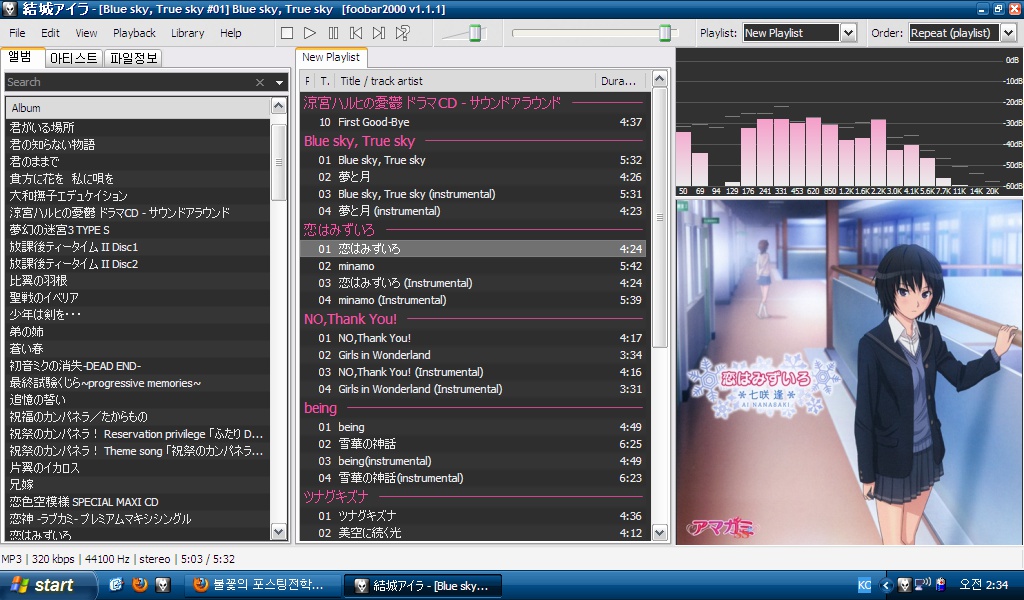 結城アイラ - [Blue sky, True sky #01] Blue sky, True sky   [foobar2000 v1.1.1]
File Edit View Playback Library Help
Playlist: New Playlist Order: Repeat (playlist)
앨범 아티스트 파일정보
Search
Album
君がいる場所
君の知らない物語
君のままで
貴方に花を 私に唄を
六和撫子エデュケイション
涼宮ハルヒの憂鬱 ドラマCD - サウンドアラウンド
夢幻の迷宮3 TYPE S
放課後ティータイム II Disc1
放課後ティータイム II Disc2
比翼の羽根
聖戦のイベリア
少年は剣を・・・
弟の姉
蒼い春
初音ミクの消失-DEAD END-
最終試験くじら~progressive memories~
追憶の誓い
祝福のカンパネラ／たからもの
祝祭のカンパネラ！ Reservation privilege「ふたり D...
祝祭のカンパネラ！ Theme song「祝祭のカンパネラ...
片翼のイカロス
兄嫁
恋色空模様 SPECIAL MAXI CD
恋神 -ラブカミ- プレミアムマキシシングル
恋はみずいろ
New Playlist
P T. Title / track artist Dura...
涼宮ハルヒの憂鬱 ドラマCD - サウンドアラウンド
10 First Good-Bye 4:37
Blue sky, True sky
01 Blue sky, True sky 5:32
02 夢と月 4:26
03 Blue sky, True sky (instrumental) 5:31
04 夢と月 (instrumental) 4:23
恋はみずいろ
01 恋はみずいろ 4:24
02 minamo 5:42
03 恋はみずいろ (Instrumental) 4:24
04 minamo (Instrumental) 5:39
NO,Thank You!
01 NO,Thank You! 4:17
02 Girls in Wonderland 3:34
03 NO,Thank You! (Instrumental) 4:16
04 Girls in Wonderland (Instrumental) 3:31
being
01 being 4:49
02 雪華の神話 6:25
03 being(instrumental) 4:49
04 雪華の神話(instrumental) 6:23
ツナグキズナ
01 ツナグキズナ 4:36
02 美空に続く光 4:12
0dB
-10dB
-20dB
-30dB
-40dB
-50dB
-60dB
50 69 94 129 176 241 331 453 620 850 1.2K 1.6K 2.2K 3.0K 4.1K 5.6K 7.7K 11K 14K 20K
恋はみずいろ
七咲 逢
AI NANASAKI
アマガミ
MP3 | 320 kbps | 44100 Hz | stereo | 5:03 / 5:32
start 불꽃의 포스팅전학... 結城アイラ - [Blue sky... KC 오전 2:34